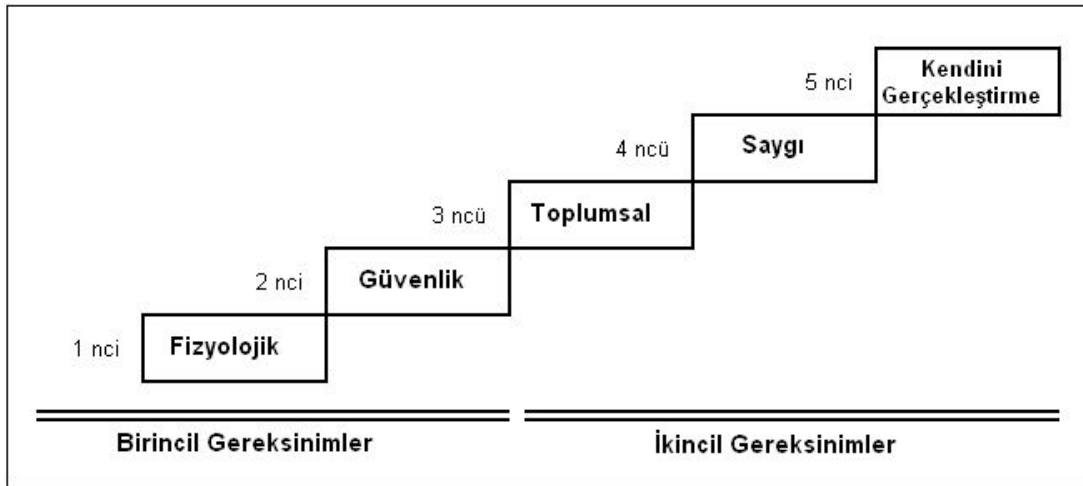 5 nci
Kendini
Gerçekleştirme
4 ncü
Saygı
3 ncü
Toplumsal
2 nci
Güvenlik
1 nci
Fizyolojik
Birincil Gereksinimler
İkincil Gereksinimler